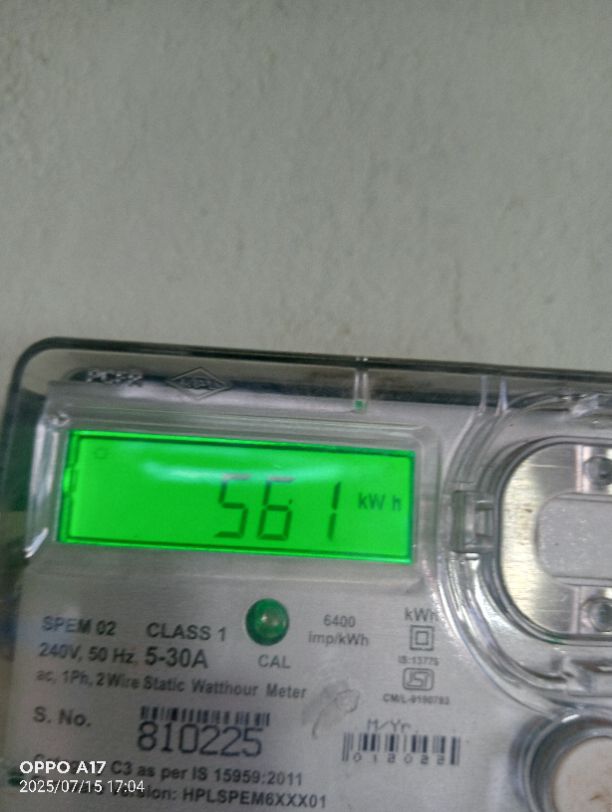 561 kWh
SPEM 02 CLASS 1
240V, 50 Hz, 5-30A
CAL
6400
imp/kWh
kWh
IS:13779
ac, 1Ph, 2 Wire Static Watthour Meter
S. No.
810225
M/Yr.
C3 as per IS 15959:2011
HPLSPEM6XXX01
OPPO A17
2025/07/15 17:04